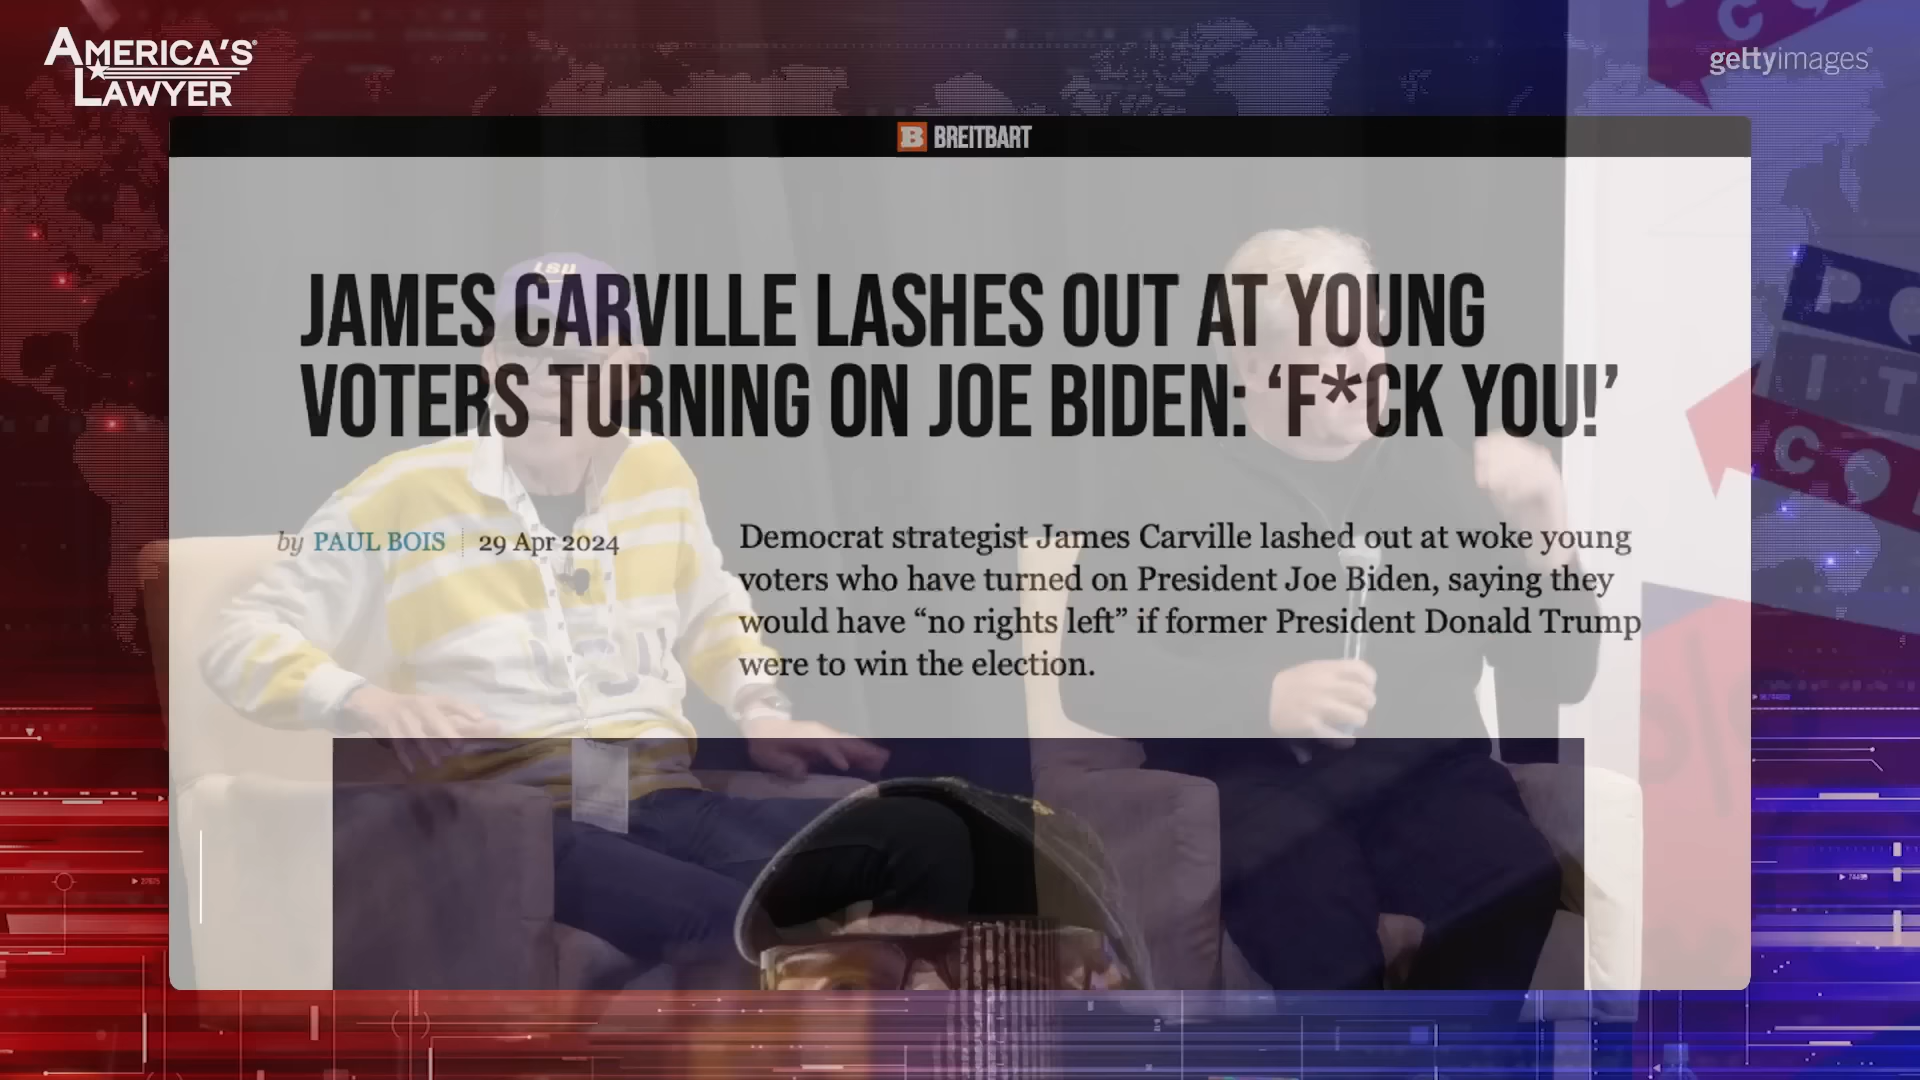 AMERICA'S
LAWYER
gettyimages
B BREITBART
LSU
JAMES CARVILLE LASHES OUT AT YOUNG
VOTERS TURNING ON JOE BIDEN: ‘F*CK YOU!’
by PAUL BOIS 29 Apr 2024
Democrat strategist James Carville lashed out at woke young
voters who have turned on President Joe Biden, saying they
would have “no rights left” if former President Donald Trump
were to win the election.